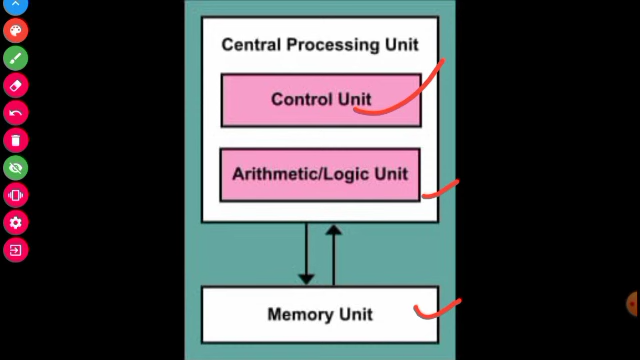 Central Processing Unit
Control Unit
Arithmetic/Logic Unit
Memory Unit